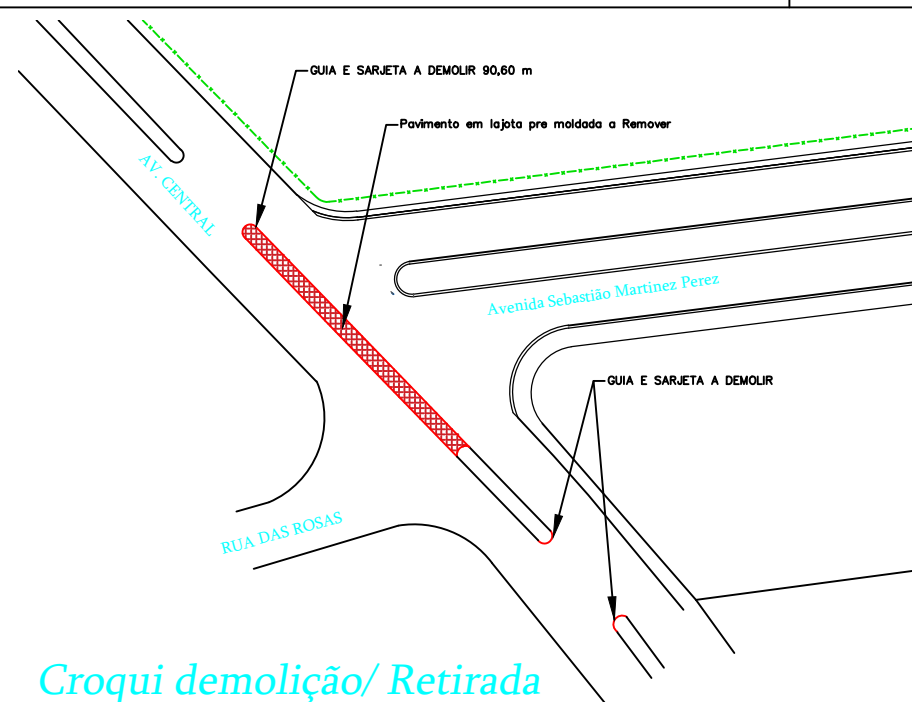 GUIA E SARJETA A DEMOLIR 90,60 m
Pavimento em lajota pre moldada a Remover
AV. CENTRAL
Avenida Sebastião Martinez Perez
GUIA E SARJETA A DEMOLIR
RUA DAS ROSAS
Croqui demolição/ Retirada